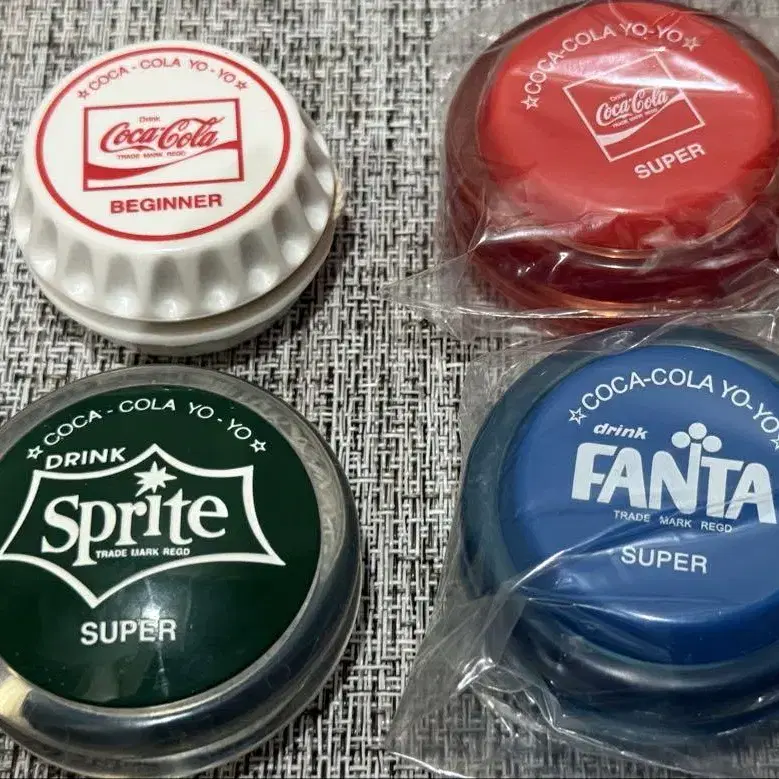 ☆COCA-COLA YO-YO☆
Drink
Coca-Cola
TRADE MARK REGD
BEGINNER
☆COCA-COLA YO-YO☆
Drink
Coca-Cola
TRADE MARK REGD
SUPER
☆COCA-COLA YO-YO☆
DRINK
Sprite
TRADE MARK REGD
SUPER
☆COCA-COLA YO-YO☆
drink
FANTA
TRADE MARK REGD
SUPER